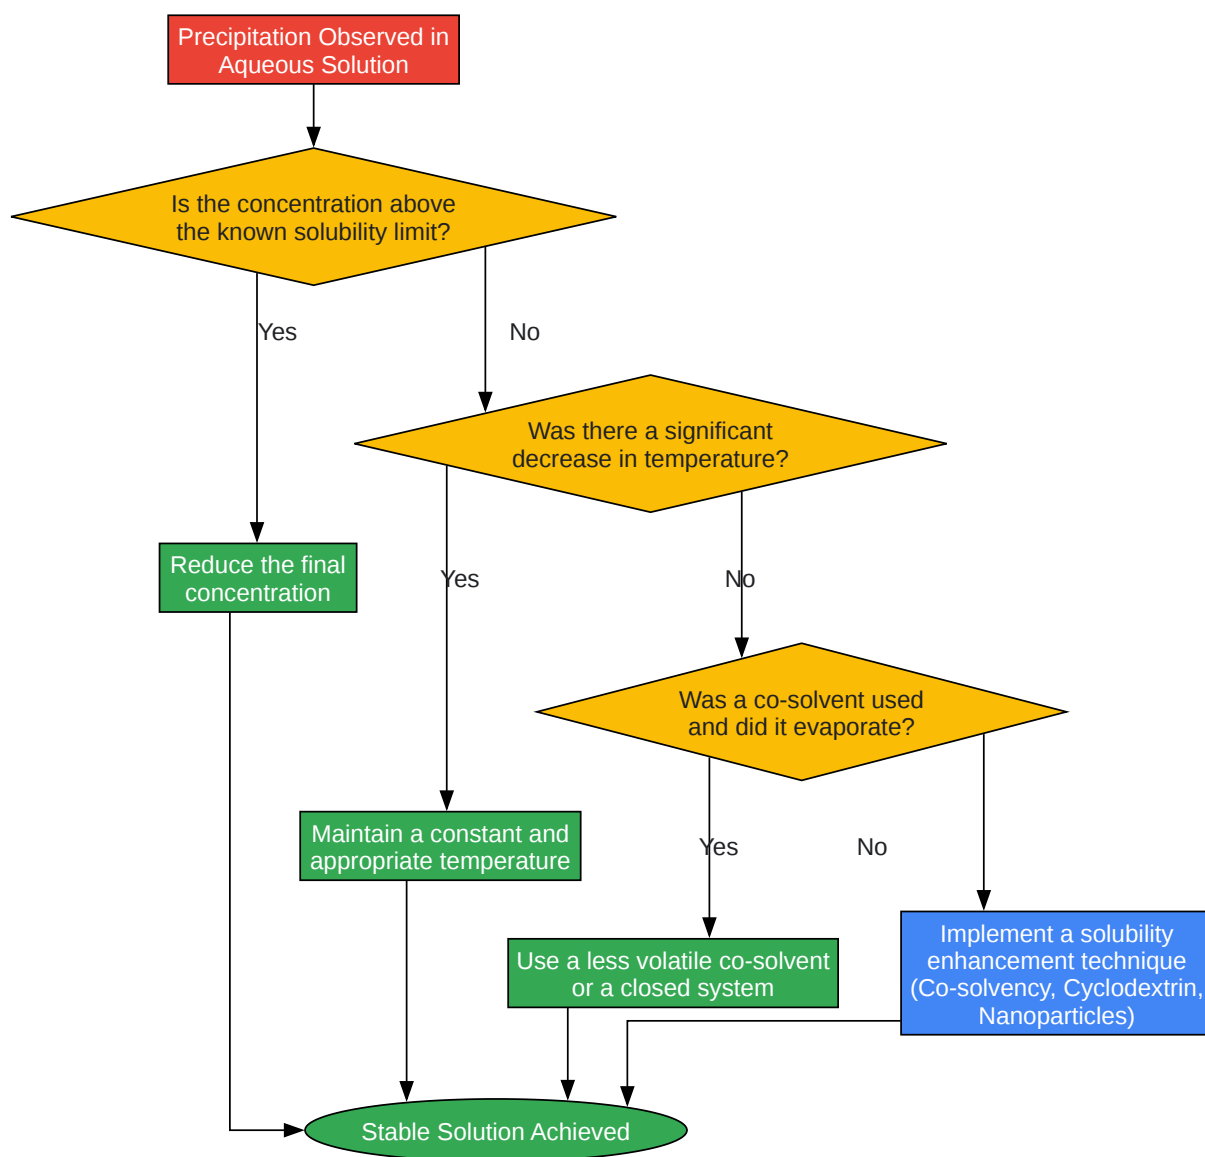 Precipitation Observed in
Aqueous Solution
Is the concentration above
the known solubility limit?
Yes
No
Was there a significant
decrease in temperature?
Reduce the final
concentration
Yes
No
Was a co-solvent used
and did it evaporate?
Maintain a constant and
appropriate temperature
Yes
No
Use a less volatile co-solvent
or a closed system
Implement a solubility
enhancement technique
(Co-solvency, Cyclodextrin,
Nanoparticles)
Stable Solution Achieved